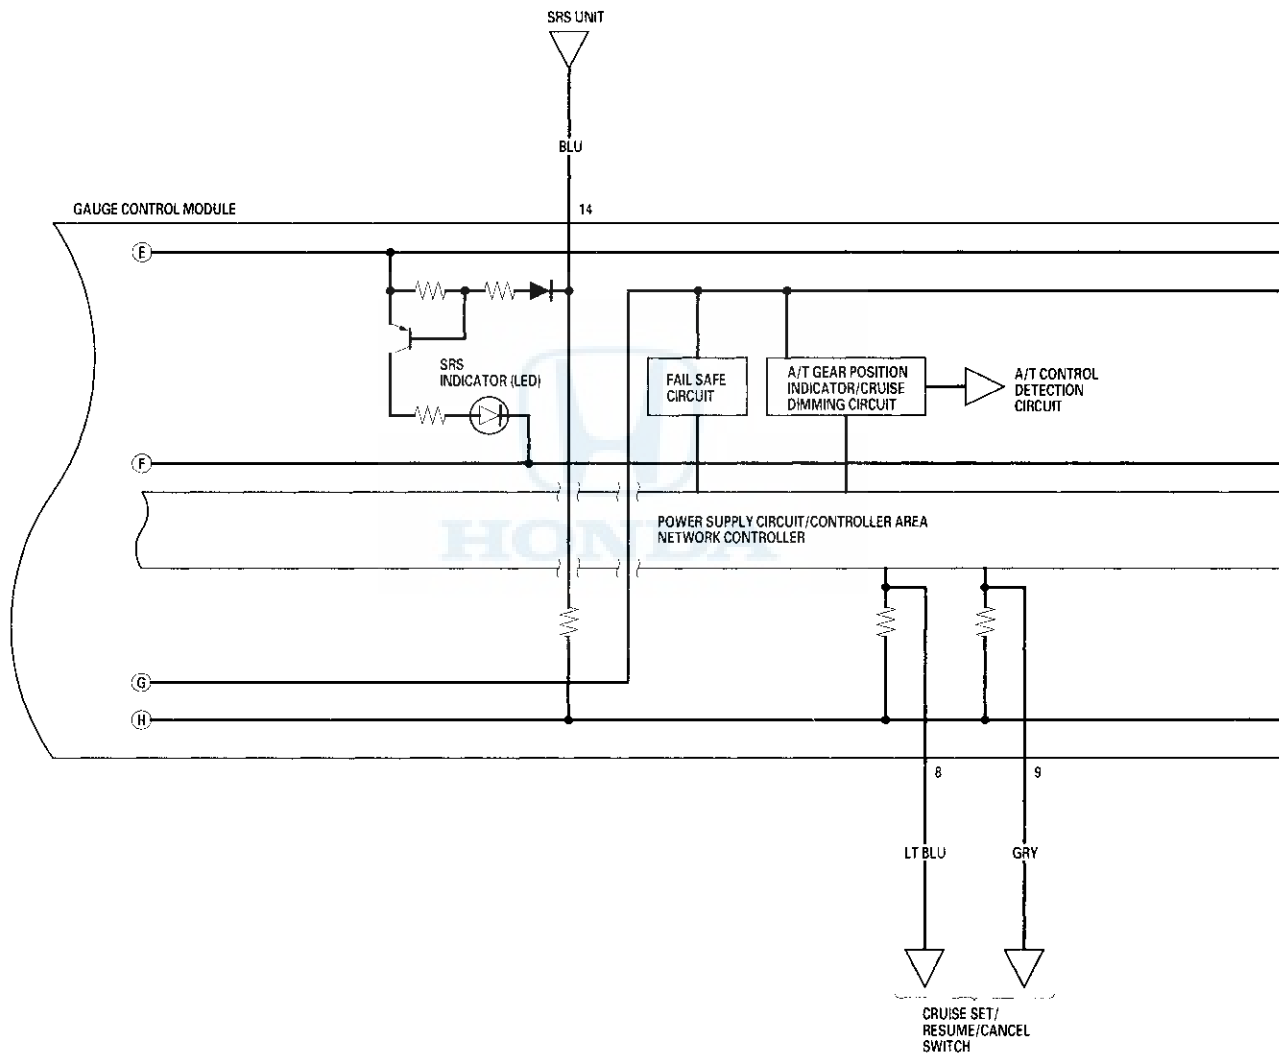 SRS UNIT
BLU
GAUGE CONTROL MODULE
14
E
SRS
INDICATOR (LED)
FAIL SAFE
CIRCUIT
A/T GEAR POSITION
INDICATOR/CRUISE
DIMMING CIRCUIT
A/T CONTROL
DETECTION
CIRCUIT
F
POWER SUPPLY CIRCUIT/CONTROLLER AREA
NETWORK CONTROLLER
HONDA
G
H
8
9
LT BLU
GRY
CRUISE SET/
RESUME/CANCEL
SWITCH